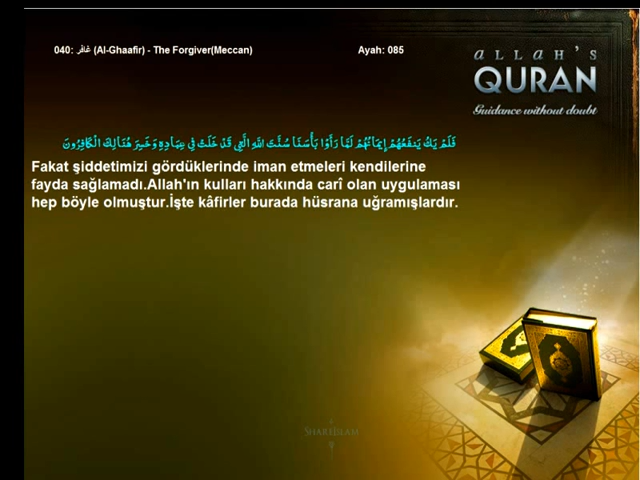 040: غافر (Al-Ghaafir) - The Forgiver(Meccan)
Ayah: 085
ALLAH'S
QURAN
Guidance without doubt
فَلَمْ يَكُ يَنفَعُهُمْ إِيمَانُهُمْ لَمَّا رَأَوْا بَأْسَنَا سُنَّتَ اللَّهِ الَّتِي قَدْ خَلَتْ فِي عِبَادِهِ وَخَسِرَ هُنَالِكَ الْكَافِرُونَ
Fakat şiddetimizi gördüklerinde iman etmeleri kendilerine
fayda sağlamadı.Allah'ın kulları hakkında carî olan uygulaması
hep böyle olmuştur.İşte kâfirler burada hüsrana uğramışlardır.